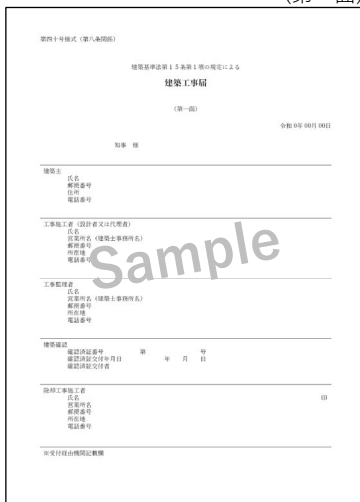 第四十号様式（第八条関係）
建築基準法第１５条第１項の規定による
建築工事届
（第一面）
令和 0年 00月 00日
知事 様
建築主
氏名
郵便番号
住所
電話番号
工事施工者（設計者又は代理者）
氏名
営業所名（建築士事務所名）
郵便番号
所在地
電話番号
工事監理者
氏名
営業所名（建築士事務所名）
郵便番号
所在地
電話番号
建築確認
確認済証番号 第 号
確認済証交付年月日 年 月 日
確認済証交付者
除却工事施工者
氏名 印
営業所名
郵便番号
所在地
電話番号
※受付経由機関記載欄
Sample